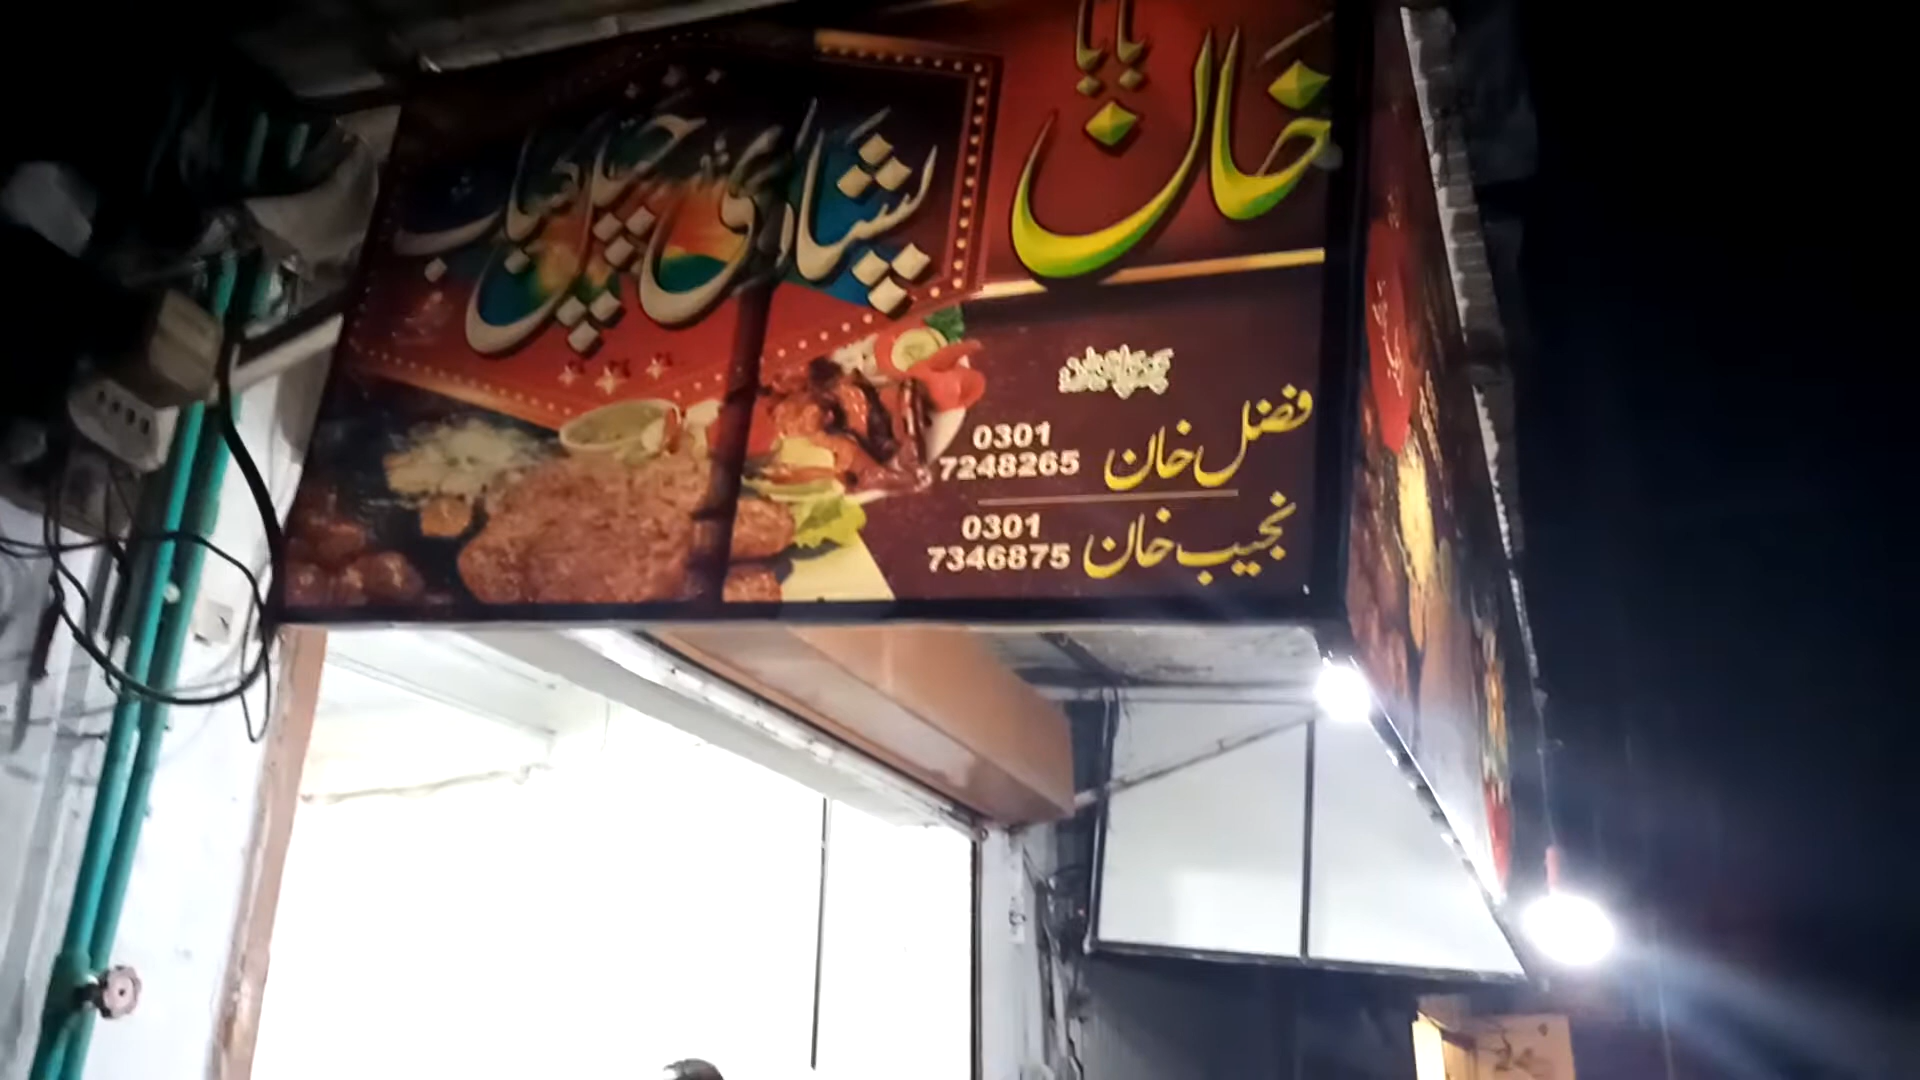 خان بابا
پشاوری چپل کباب
فضل خان 0301 7248265
نجیب خان 0301 7346875